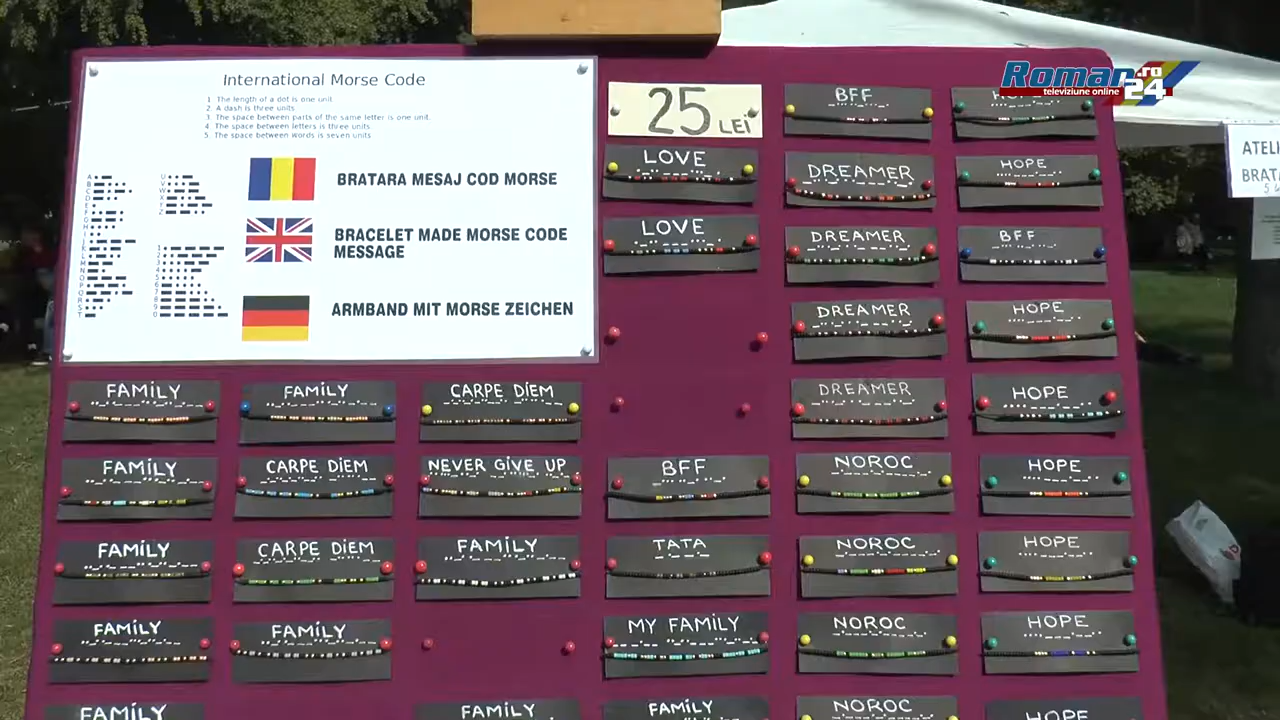 International Morse Code
1 The length of a dot is one unit
2 A dash is three units
3 The space between parts of the same letter is one unit.
4 The space between letters is three units
5 The space between words is seven units
BRATARA MESAJ COD MORSE
BRACELET MADE MORSE CODE
MESSAGE
ARMBAND MIT MORSE ZEICHEN
25 LEI
BFF
HOPE
LOVE
DREAMER
HOPE
LOVE
DREAMER
BFF
DREAMER
HOPE
FAMiLY
FAMiLY
CARPE DiEM
DREAMER
HOPE
FAMiLY
CARPE DiEM
NEVER GiVE UP
BFF
NOROC
HOPE
FAMiLY
CARPE DiEM
FAMiLY
TATA
NOROC
HOPE
FAMiLY
FAMiLY
MY FAMiLY
NOROC
HOPE
FAMiLY
FAMiLY
FAMiLY
NOROC
HOPE
Roman24.ro
televiziune online